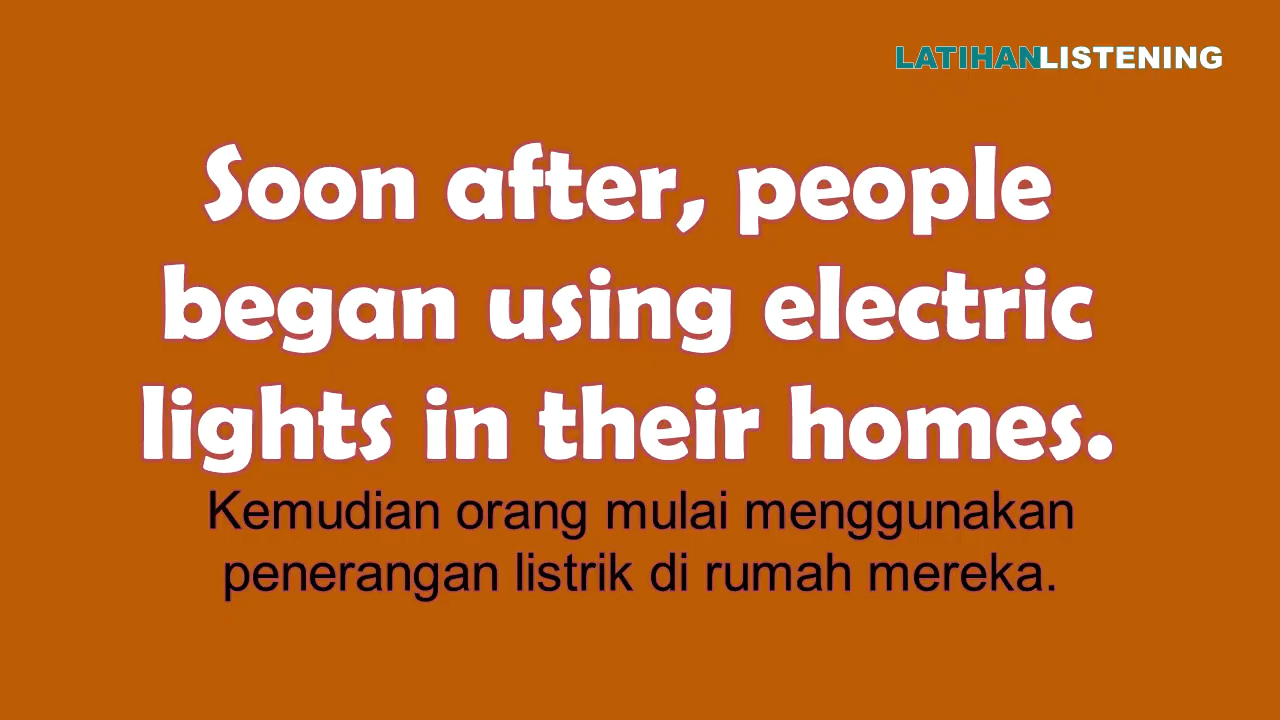 LATIHANLISTENING
Soon after, people
began using electric
lights in their homes.
Kemudian orang mulai menggunakan
penerangan listrik di rumah mereka.